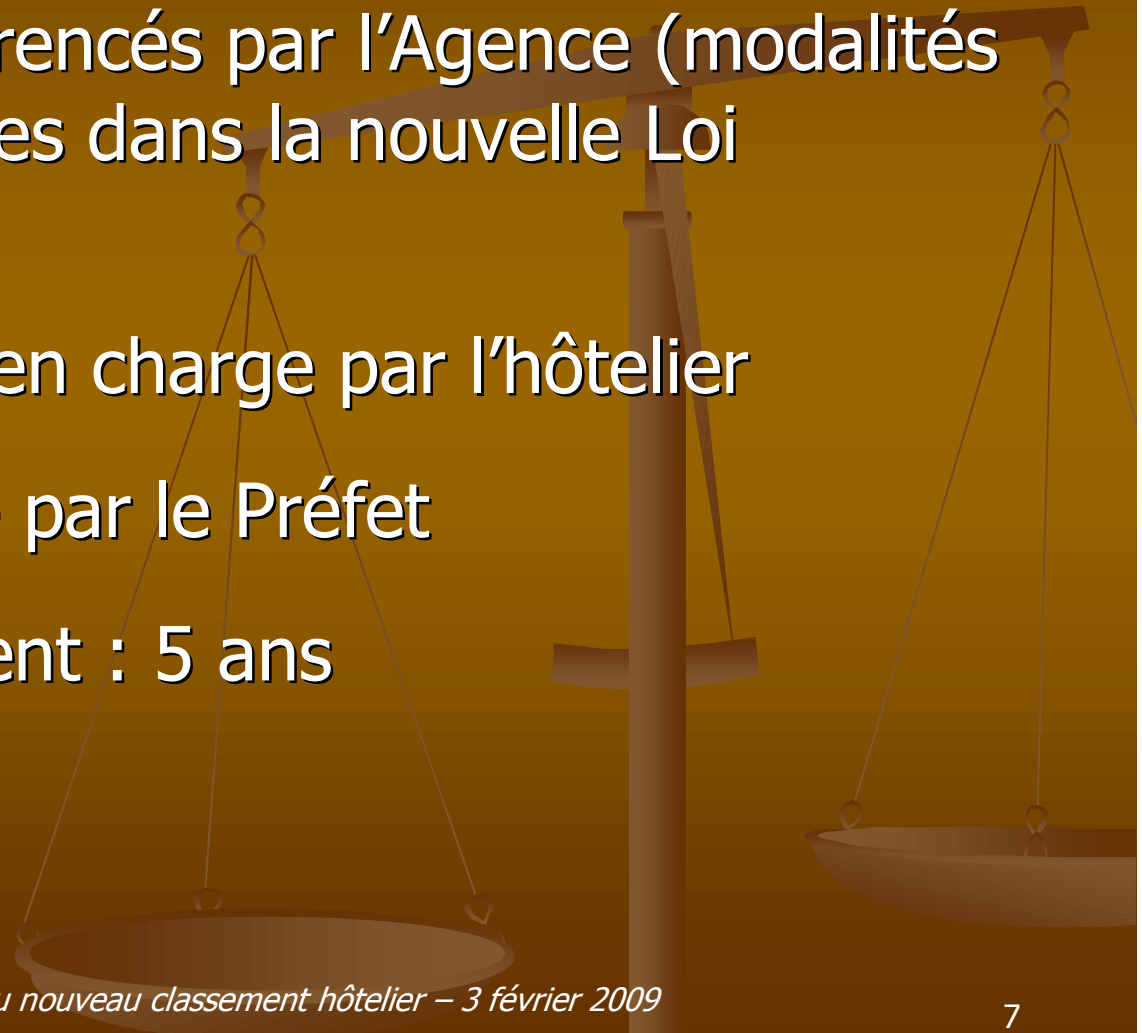 rencés par l’Agence (modalités
es dans la nouvelle Loi
en charge par l’hôtelier
par le Préfet
ent : 5 ans
u nouveau classement hôtelier – 3 février 2009
7